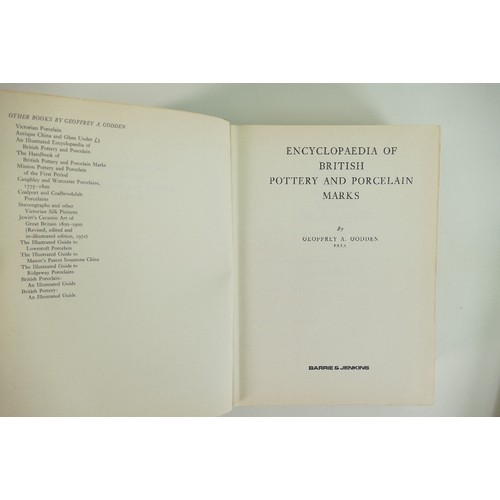 OTHER BOOKS BY GEOFFREY A. GODDEN
Victorian Porcelain
Antique China and Glass Under £5
An Illustrated Encyclopaedia of
British Pottery and Porcelain
The Handbook of
British Pottery and Porcelain Marks
Minton Pottery and Porcelain
of the First Period
Caughley and Worcester Porcelains,
1775-1800
Coalport and Coalbrookdale
Porcelains
Stevengraphs and other
Victorian Silk Pictures
Jewitt's Ceramic Art of
Great Britain 1800-1900
(Revised, edited and
re-illustrated edition, 1972)
The Illustrated Guide to
Lowestoft Porcelain
The Illustrated Guide to
Mason's Patent Ironstone China
The Illustrated Guide to
Ridgway Porcelains
British Porcelain:
An Illustrated Guide
British Pottery:
An Illustrated Guide
ENCYCLOPAEDIA OF
BRITISH
POTTERY AND PORCELAIN
MARKS
By
GEOFFREY A. GODDEN
BARRIE & JENKINS